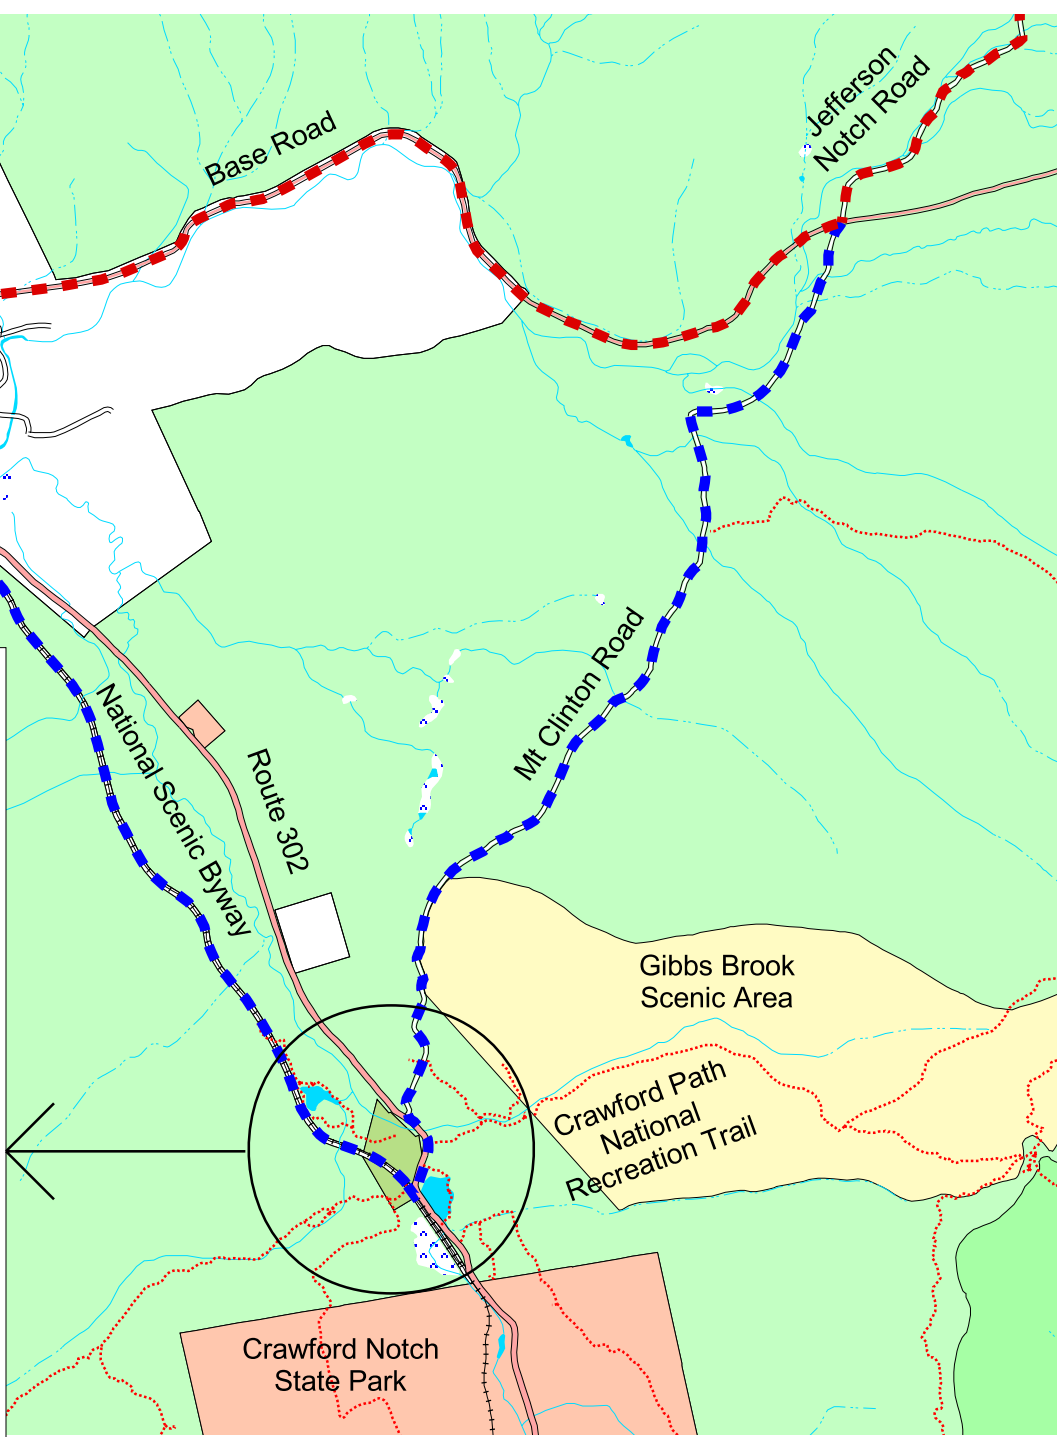 Jefferson
Notch Road
Base Road
Mt Clinton Road
National Scenic Byway
Route 302
Gibbs Brook
Scenic Area
Crawford Path
National
Recreation Trail
Crawford Notch
State Park